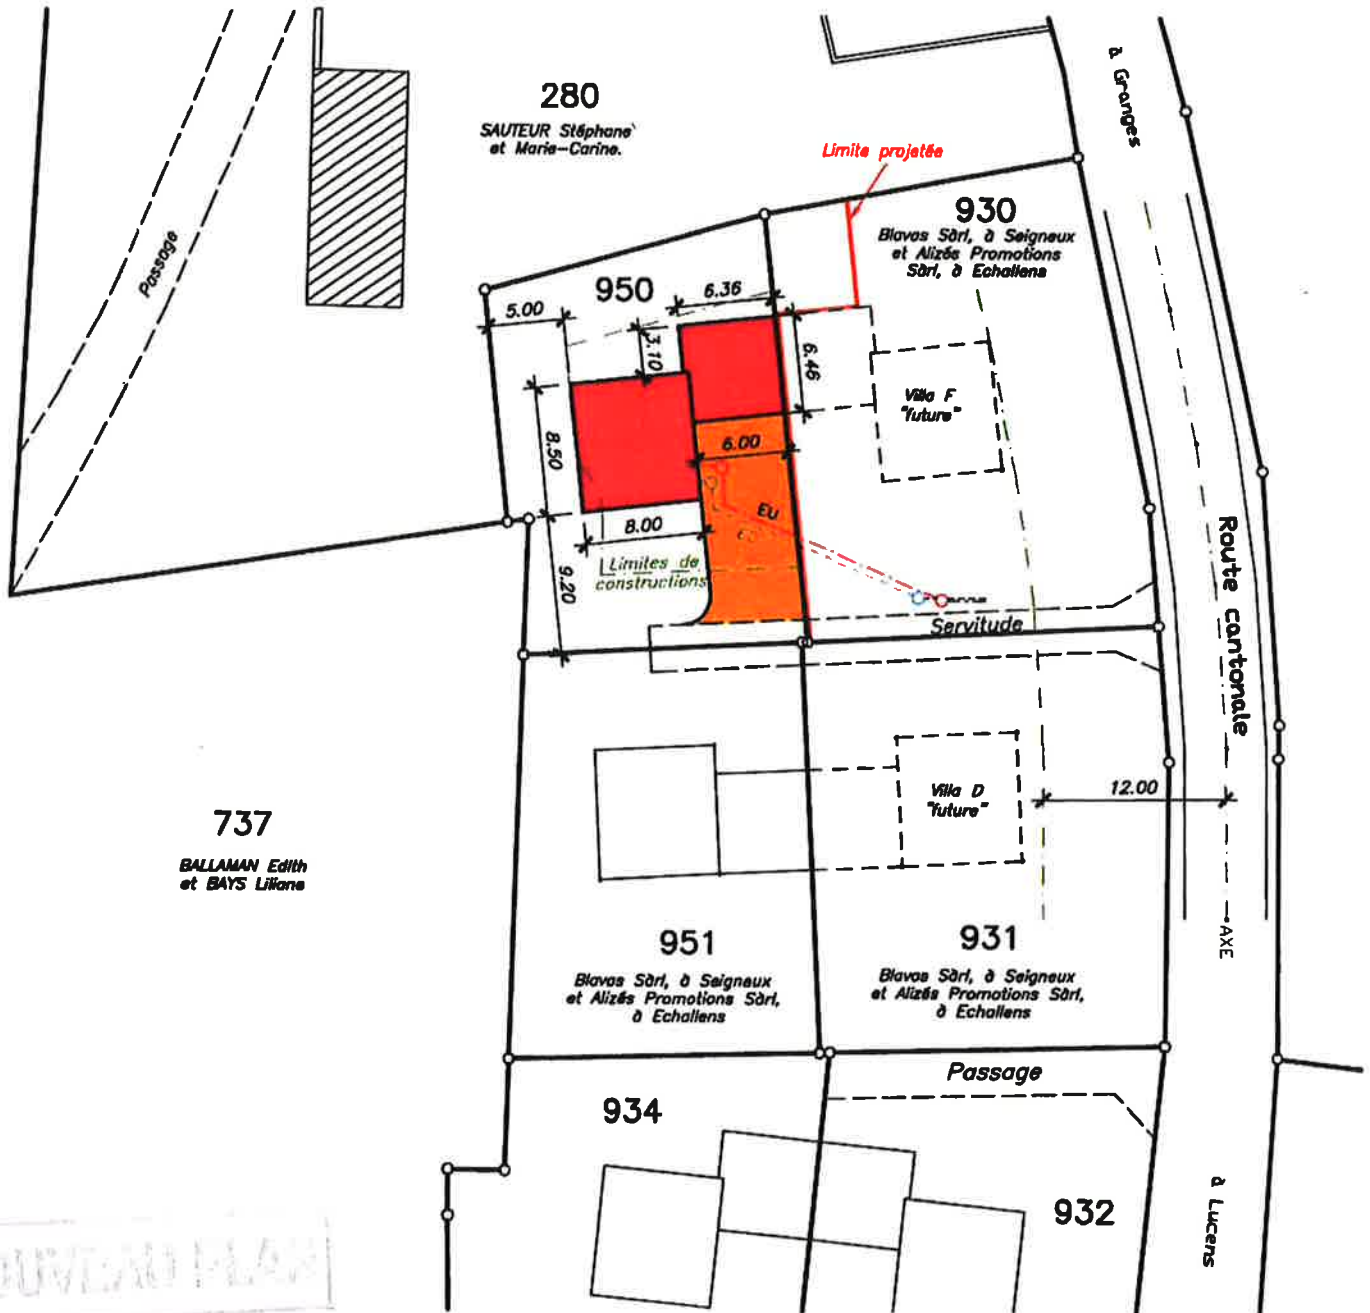 à Granges
280
SAUTEUR Stéphane
et Marie-Carine.
Passage
Limite projetée
930
Blavas Sàrl, à Seigneux
et Alizés Promotions
Sàrl, à Echallens
950
6.36
5.00
3.10
6.46
Villa F
"future"
8.50
6.00
EU
8.00
9.20
Limites de
constructions
Servitude
Route cantonale
Villa D
"future"
12.00
737
BALLAMAN Edith
et BAYS Liliane
AXE
951
Blavas Sàrl, à Seigneux
et Alizés Promotions Sàrl,
à Echallens
931
Blavas Sàrl, à Seigneux
et Alizés Promotions Sàrl,
à Echallens
Passage
934
932
à Lucens